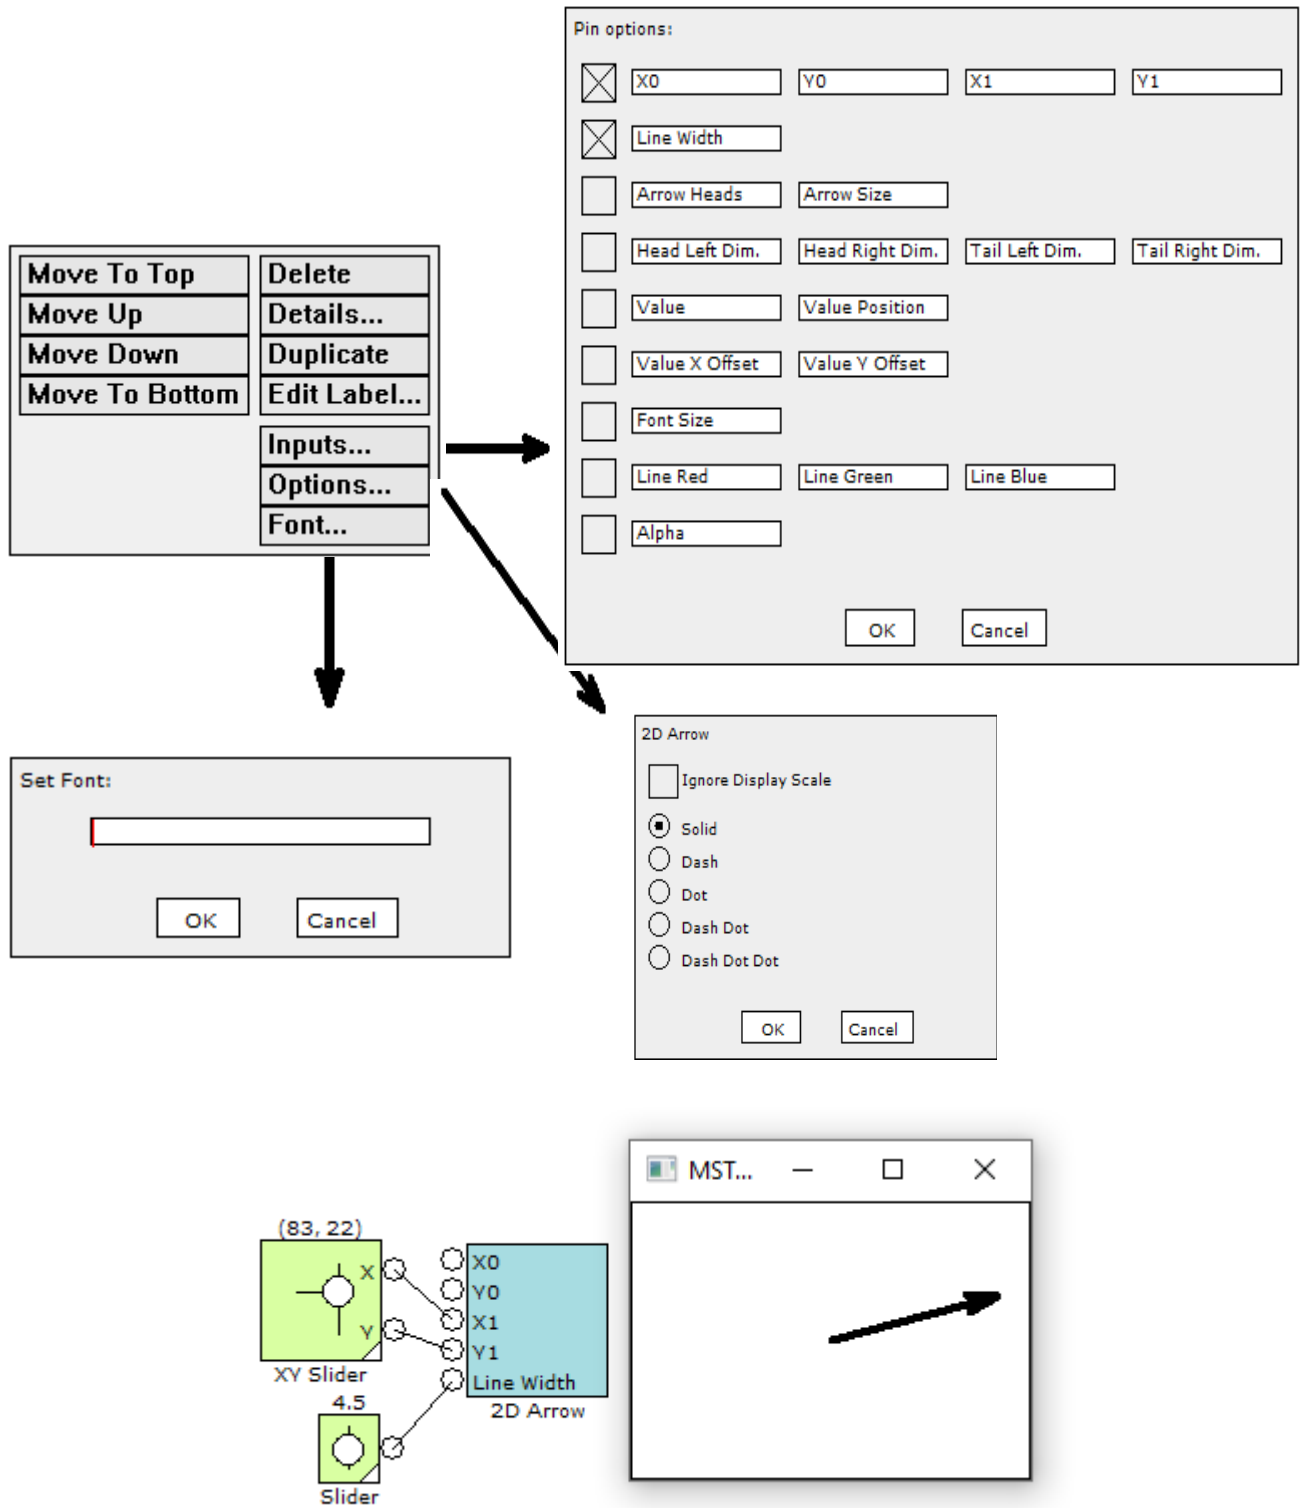 Pin options:
X0 Y0 X1 Y1
Line Width
Arrow Heads Arrow Size
Head Left Dim. Head Right Dim. Tail Left Dim. Tail Right Dim.
Value Value Position
Value X Offset Value Y Offset
Font Size
Line Red Line Green Line Blue
Alpha
OK Cancel
Move To Top Delete
Move Up Details...
Move Down Duplicate
Move To Bottom Edit Label...
Inputs...
Options...
Font...
Set Font:
OK Cancel
2D Arrow
Ignore Display Scale
Solid
Dash
Dot
Dash Dot
Dash Dot Dot
OK Cancel
(83, 22)
X
Y
XY Slider
4.5
Slider
X0
Y0
X1
Y1
Line Width
2D Arrow
MST...